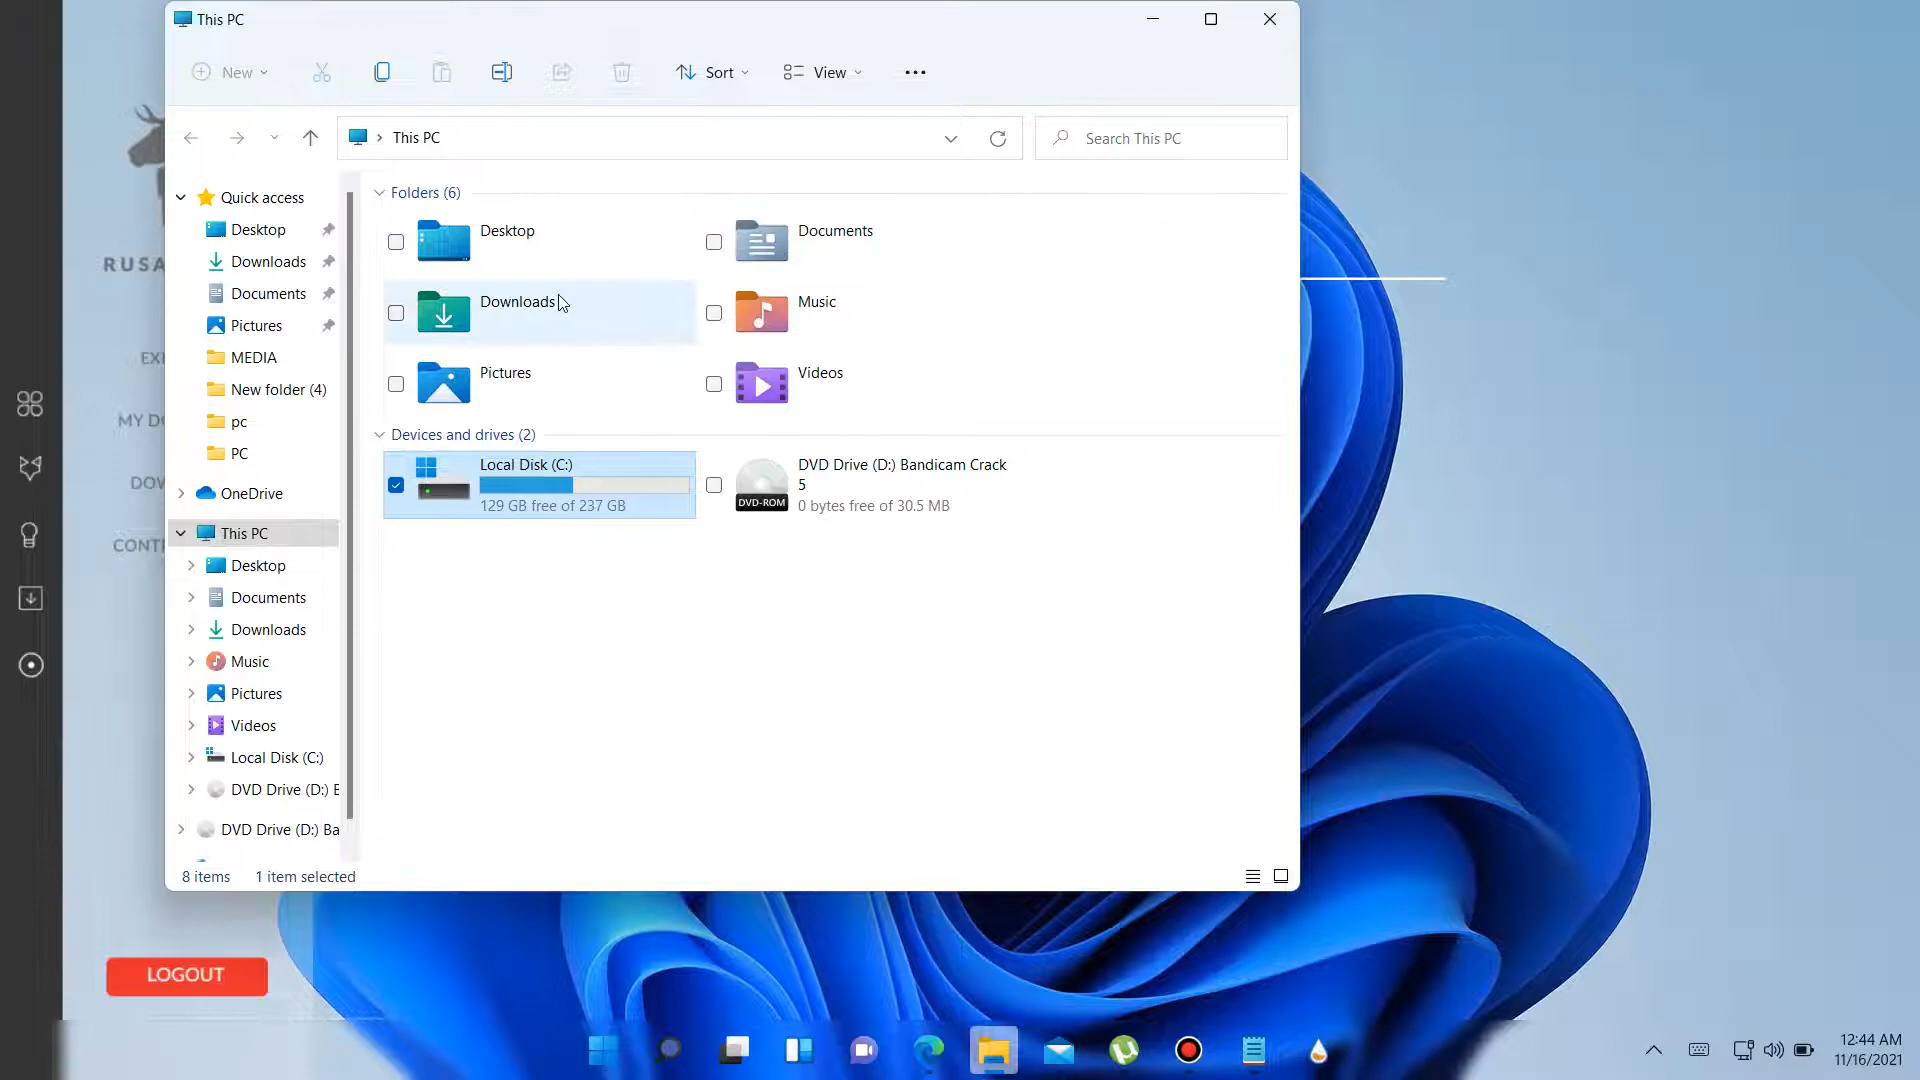 This PC
New
Sort
View
This PC
Search This PC
Quick access
Desktop
Downloads
Documents
Pictures
MEDIA
New folder (4)
pc
PC
OneDrive
This PC
Desktop
Documents
Downloads
Music
Pictures
Videos
Local Disk (C:)
DVD Drive (D:) B
DVD Drive (D:) Ba
Folders (6)
Desktop
Documents
Downloads
Music
Pictures
Videos
Devices and drives (2)
Local Disk (C:)
129 GB free of 237 GB
DVD Drive (D:) Bandicam Crack
5
0 bytes free of 30.5 MB
DVD-ROM
8 items
1 item selected
RUSA
EX
MY D
DOW
CONT
LOGOUT
12:44 AM
11/16/2021